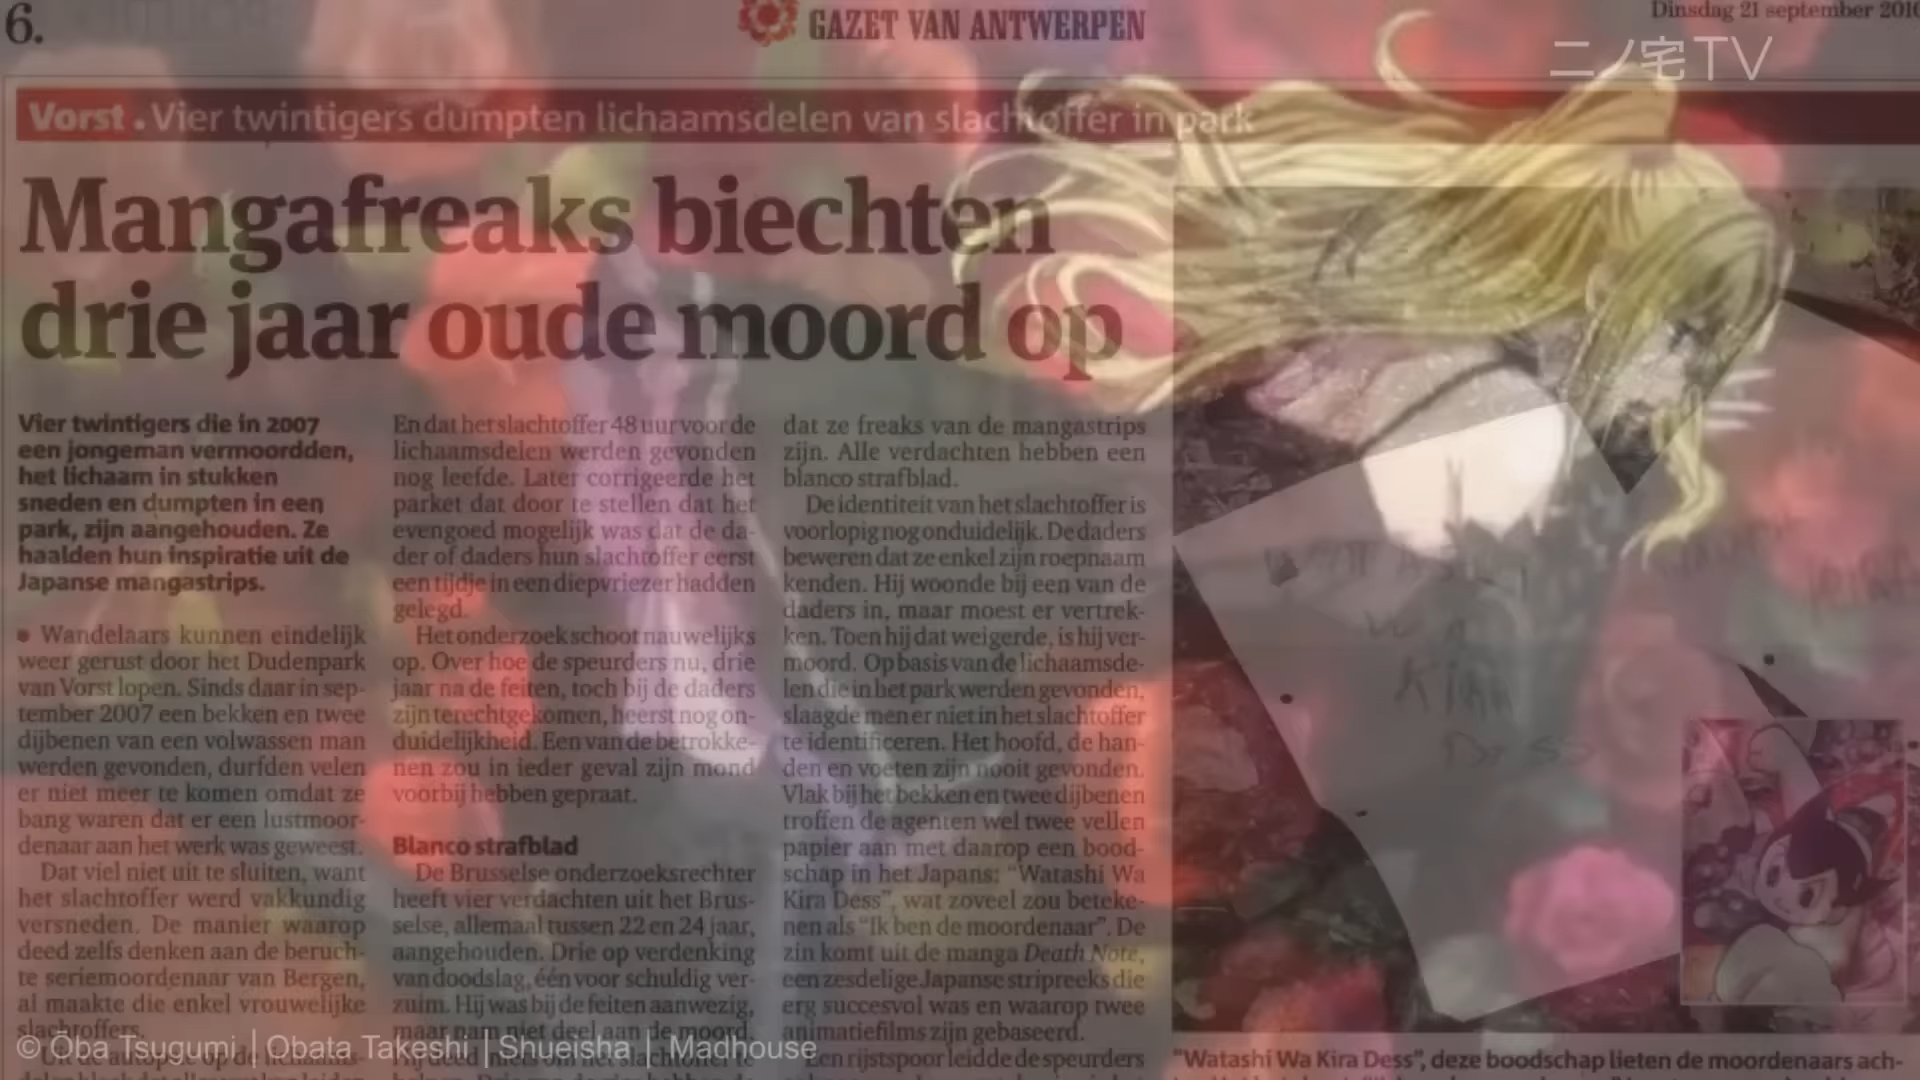 6.
GAZET VAN ANTWERPEN
Dinsdag 21 september 2010
二ノ宅TV
Vorst . Vier twintigers dumpten lichaamsdelen van slachtoffer in park
Mangafreaks biechten
drie jaar oude moord op
Vier twintigers die in 2007
een jongeman vermoordden,
het lichaam in stukken
sneden en dumpten in een
park, zijn aangehouden. Ze
haalden hun inspiratie uit de
Japanse mangastrips.
• Wandelaars kunnen eindelijk
weer gerust door het Dudenpark
van Vorst lopen. Sinds daar in sep-
tember 2007 een bekken en twee
dijbenen van een volwassen man
werden gevonden, durfden velen
er niet meer te komen omdat ze
bang waren dat er een lustmoor-
denaar aan het werk was geweest.
Dat viel niet uit te sluiten, want
het slachtoffer werd vakkundig
versneden. De manier waarop
deed zelfs denken aan de beruch-
te seriemoordenaar van Bergen,
al maakte die enkel vrouwelijke
slachtoffers.
En dat het slachtoffer 48 uur voor de
lichaamsdelen werden gevonden
nog leefde. Later corrigeerde het
parket dat door te stellen dat het
evengoed mogelijk was dat de da-
der of daders hun slachtoffer eerst
een tijdje in een diepvriezer hadden
gelegd.
Het onderzoek schoot nauwelijks
op. Over hoe de speurders nu, drie
jaar na de feiten, toch bij de daders
zijn terechtgekomen, heerst nog on-
duidelijkheid. Een van de betrokke-
nen zou in ieder geval zijn mond
voorbij hebben gepraat.
Blanco strafblad
De Brusselse onderzoeksrechter
heeft vier verdachten uit het Brus-
selse, allemaal tussen 22 en 24 jaar,
aangehouden. Drie op verdenking
van doodslag, één voor schuldig ver-
zuim. Hij was bij de feiten aanwezig,
maar nam niet deel aan de moord.
dat ze freaks van de mangastrips
zijn. Alle verdachten hebben een
blanco strafblad.
De identiteit van het slachtoffer is
voorlopig nog onduidelijk. De daders
beweren dat ze enkel zijn roepnaam
kenden. Hij woonde bij een van de
daders in, maar moest er vertrek-
ken. Toen hij dat weigerde, is hij ver-
moord. Op basis van de lichaamsde-
len die in het park werden gevonden,
slaagde men er niet in het slachtoffer
te identificeren. Het hoofd, de han-
den en voeten zijn nooit gevonden.
Vlak bij het bekken en twee dijbenen
troffen de agenten wel twee vellen
papier aan met daarop een bood-
schap in het Japans: “Watashi Wa
Kira Dess”, wat zoveel zou beteke-
nen als “Ik ben de moordenaar”. De
zin komt uit de manga Death Note,
een zesdelige Japanse stripreeks die
erg succesvol was en waarop twee
animatiefilms zijn gebaseerd.
Een rijstspoor leidde de speurders
"Watashi Wa Kira Dess", deze boodschap lieten de moordenaars ach-
© Ōba Tsugumi | Obata Takeshi | Shueisha | Madhouse